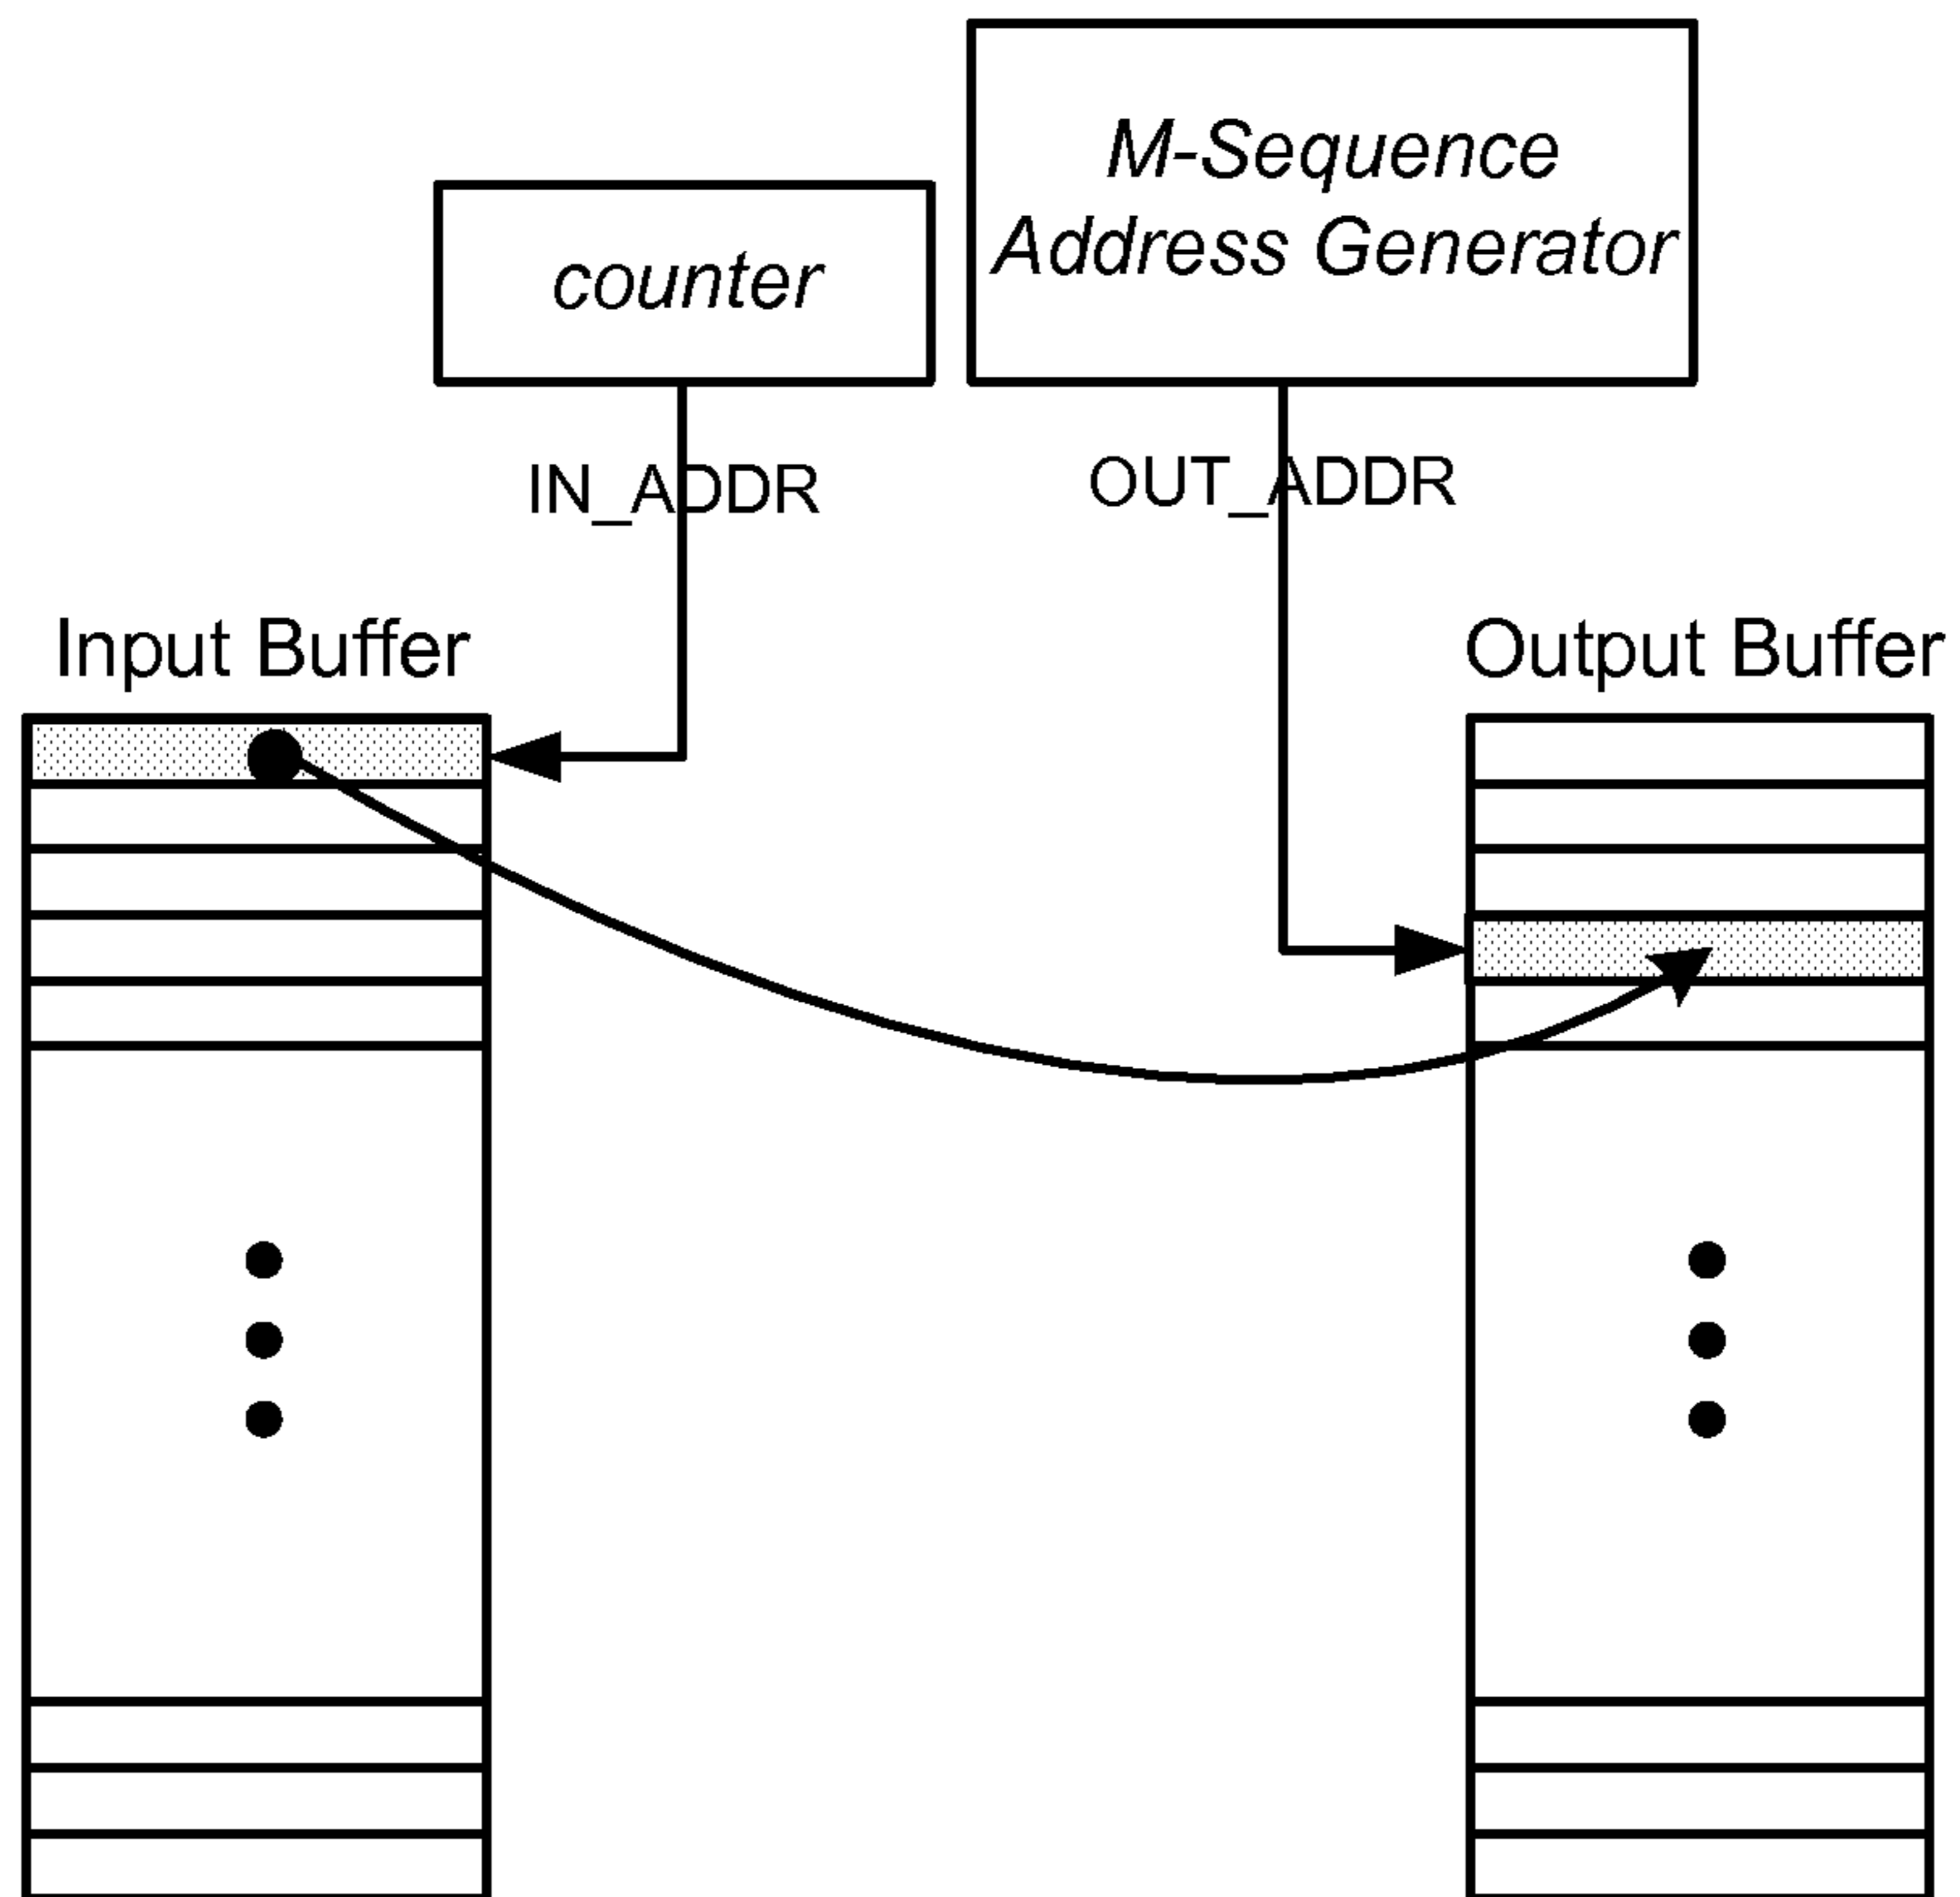 M-Sequence
Address Generator
counter
IN_ADDR
OUT_ADDR
Input Buffer
Output Buffer